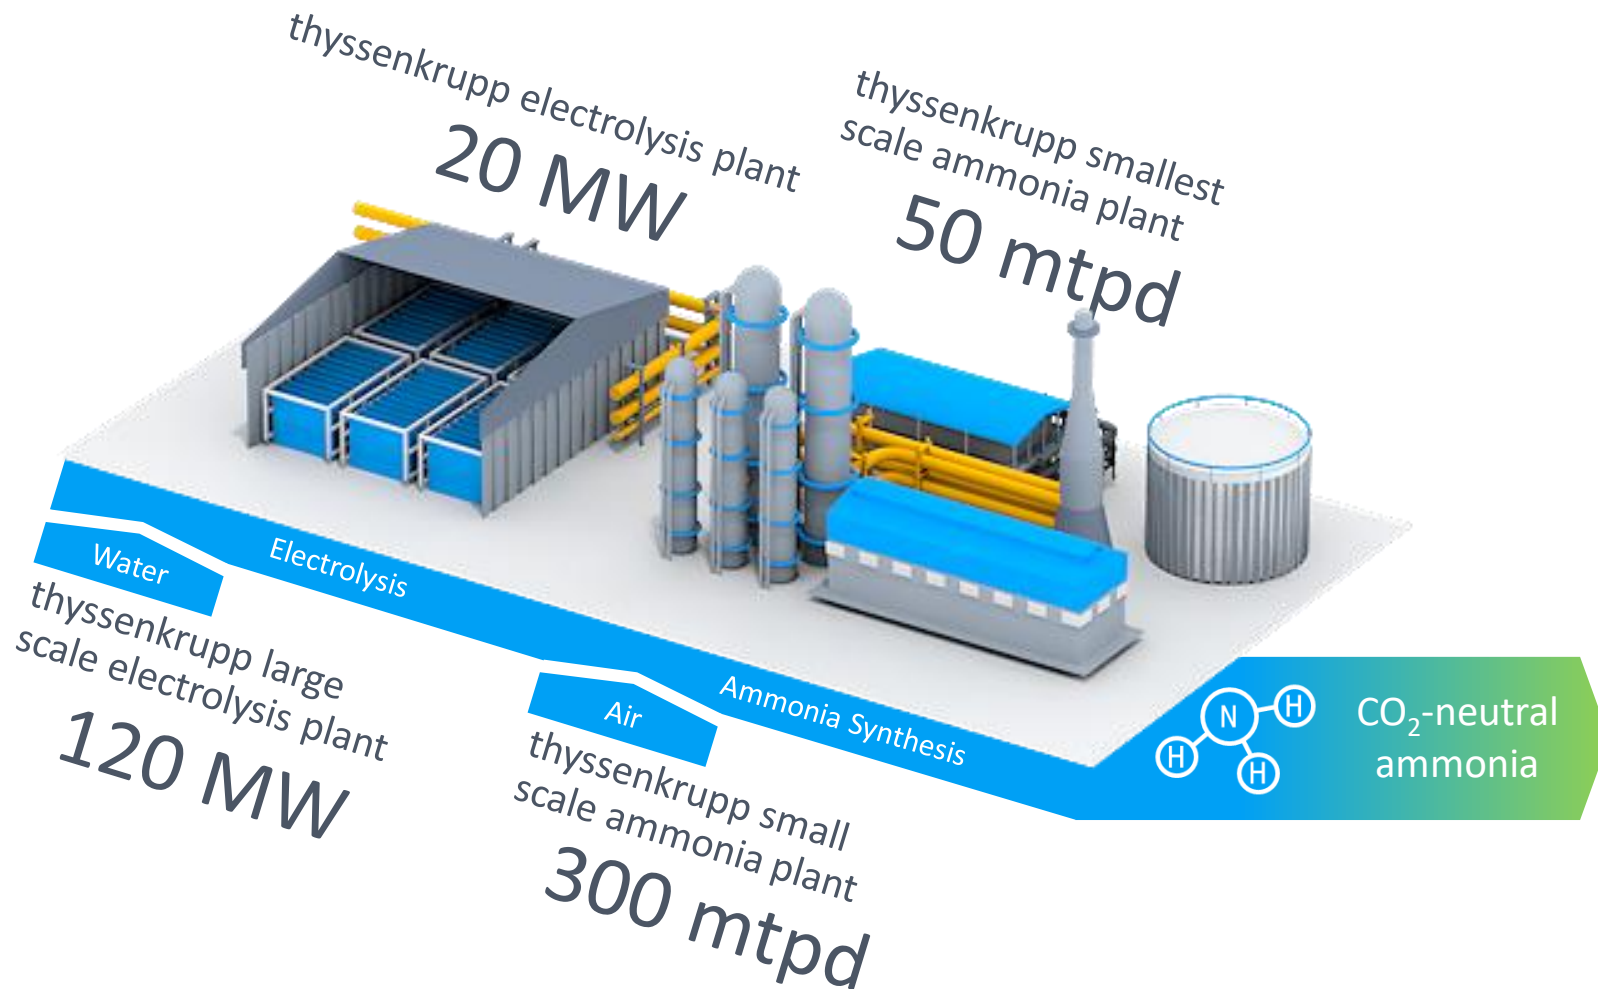 thyssenkrupp electrolysis plant
20 MW
thyssenkrupp smallest
scale ammonia plant
50 mtpd
Water
Electrolysis
thyssenkrupp large
scale electrolysis plant
120 MW
Air
Ammonia Synthesis
thyssenkrupp small
scale ammonia plant
300 mtpd
N
H
H
H
CO₂-neutral
ammonia